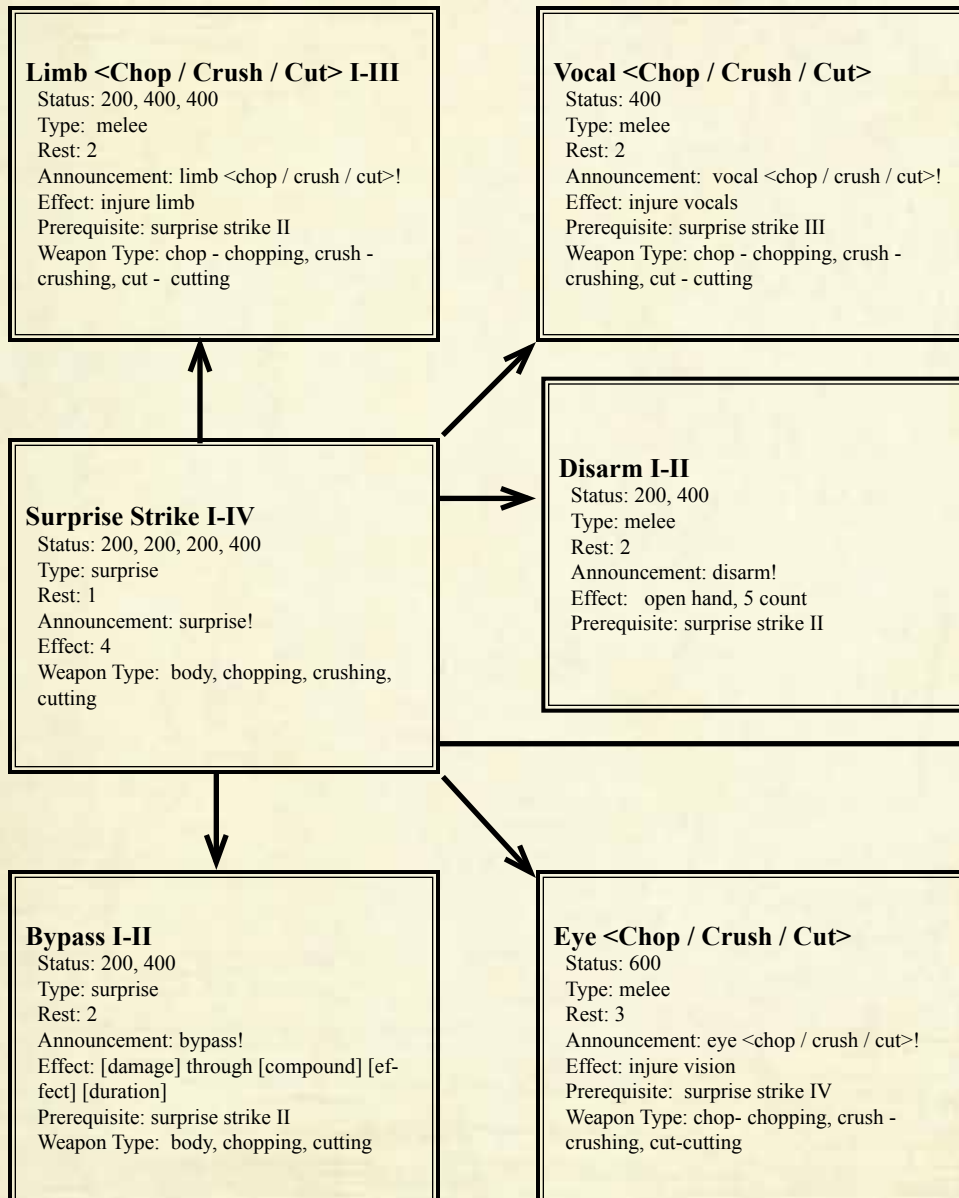 Limb <Chop / Crush / Cut> I-III
Status: 200, 400, 400
Type:  melee
Rest: 2
Announcement: limb <chop / crush / cut>!
Effect: injure limb
Prerequisite: surprise strike II
Weapon Type: chop - chopping, crush -
crushing, cut -  cutting
Vocal <Chop / Crush / Cut>
Status: 400
Type: melee
Rest: 2
Announcement:  vocal <chop / crush / cut>!
Effect: injure vocals
Prerequisite: surprise strike III
Weapon Type: chop - chopping, crush -
crushing, cut - cutting
Surprise Strike I-IV
Status: 200, 200, 200, 400
Type: surprise
Rest: 1
Announcement: surprise!
Effect: 4
Weapon Type:  body, chopping, crushing,
cutting
Disarm I-II
Status: 200, 400
Type: melee
Rest: 2
Announcement: disarm!
Effect:   open hand, 5 count
Prerequisite: surprise strike II
Bypass I-II
Status: 200, 400
Type: surprise
Rest: 2
Announcement: bypass!
Effect: [damage] through [compound] [ef-
fect] [duration]
Prerequisite: surprise strike II
Weapon Type:  body, chopping, cutting
Eye <Chop / Crush / Cut>
Status: 600
Type: melee
Rest: 3
Announcement: eye <chop / crush / cut>!
Effect: injure vision
Prerequisite:  surprise strike IV
Weapon Type: chop- chopping, crush -
crushing, cut-cutting